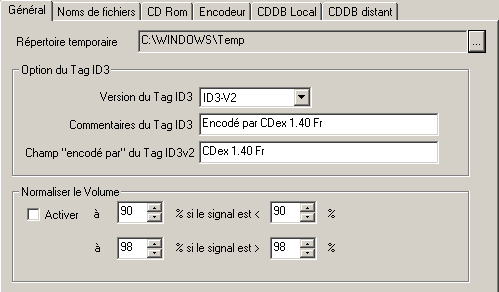 Général Noms de fichiers CD Rom Encodeur CDDB Local CDDB distant
Répertoire temporaire C:\WINDOWS\Temp ...
Option du Tag ID3
Version du Tag ID3 ID3-V2
Commentaires du Tag ID3 Encodé par CDex 1.40 Fr
Champ "encodé par" du Tag ID3v2 CDex 1.40 Fr
Normaliser le Volume
Activer à 90 % si le signal est < 90 %
à 98 % si le signal est > 98 %